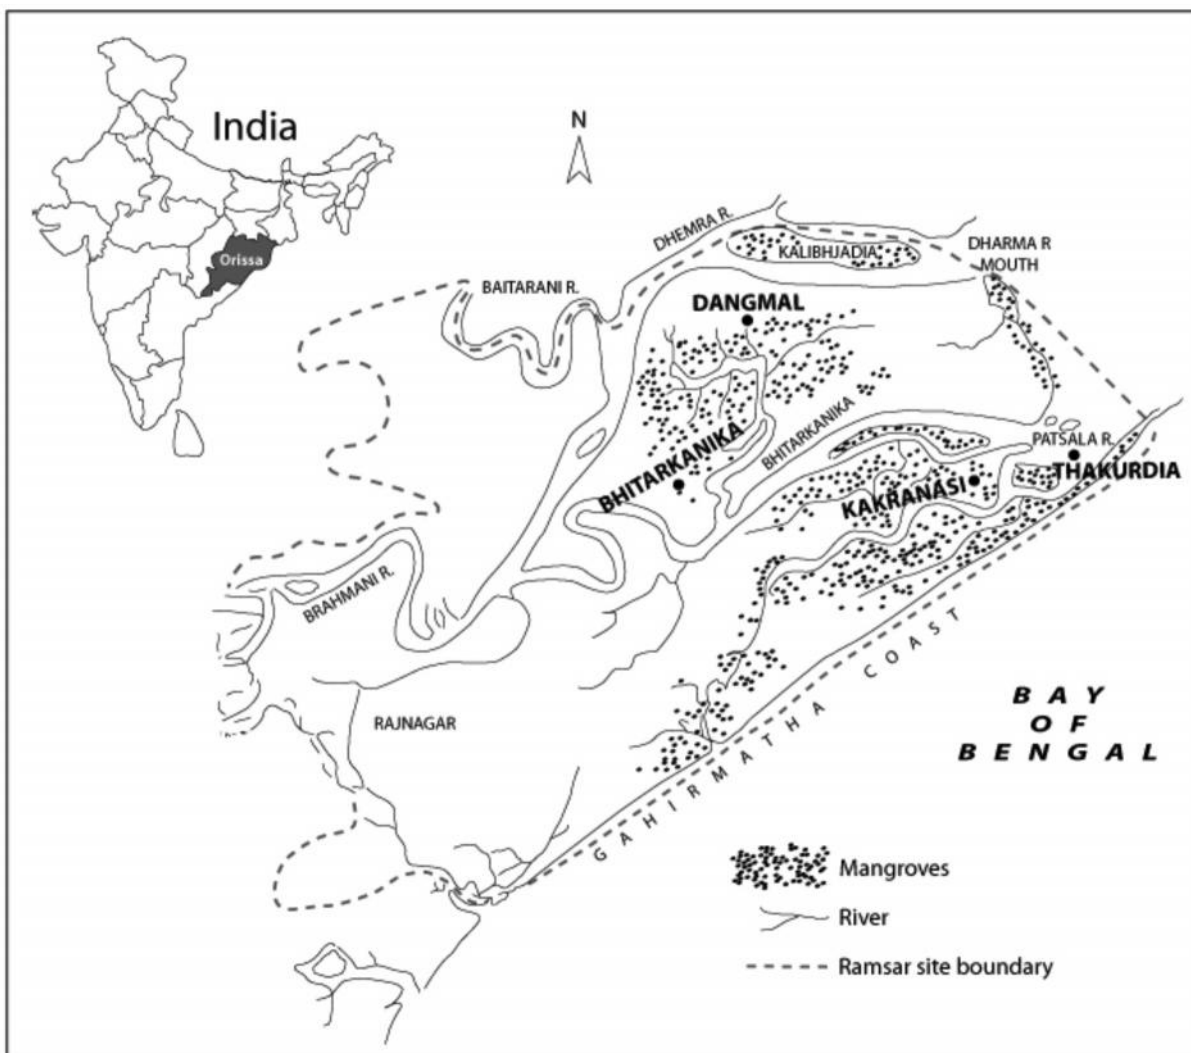 India
Orissa
N
DHEMRA R.
KALIBHJADIA
DHARMA R
MOUTH
BAITARANI R.
DANGMAL
BHITARKANIKA
BHITARKANIKA
PATSALA R.
THAKURDIA
KAKRANASI
BRAHMANI R.
RAJNAGAR
GAHIRMATHA COAST
BAY
OF
BENGAL
Mangroves
River
Ramsar site boundary